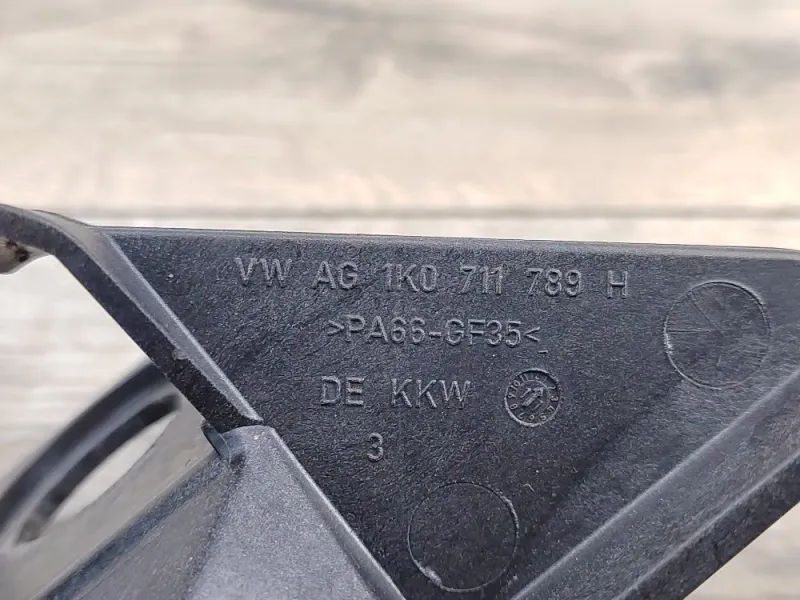 VW AG 1K0 711 789 H
>PA66-GF35<
DE KKW
3